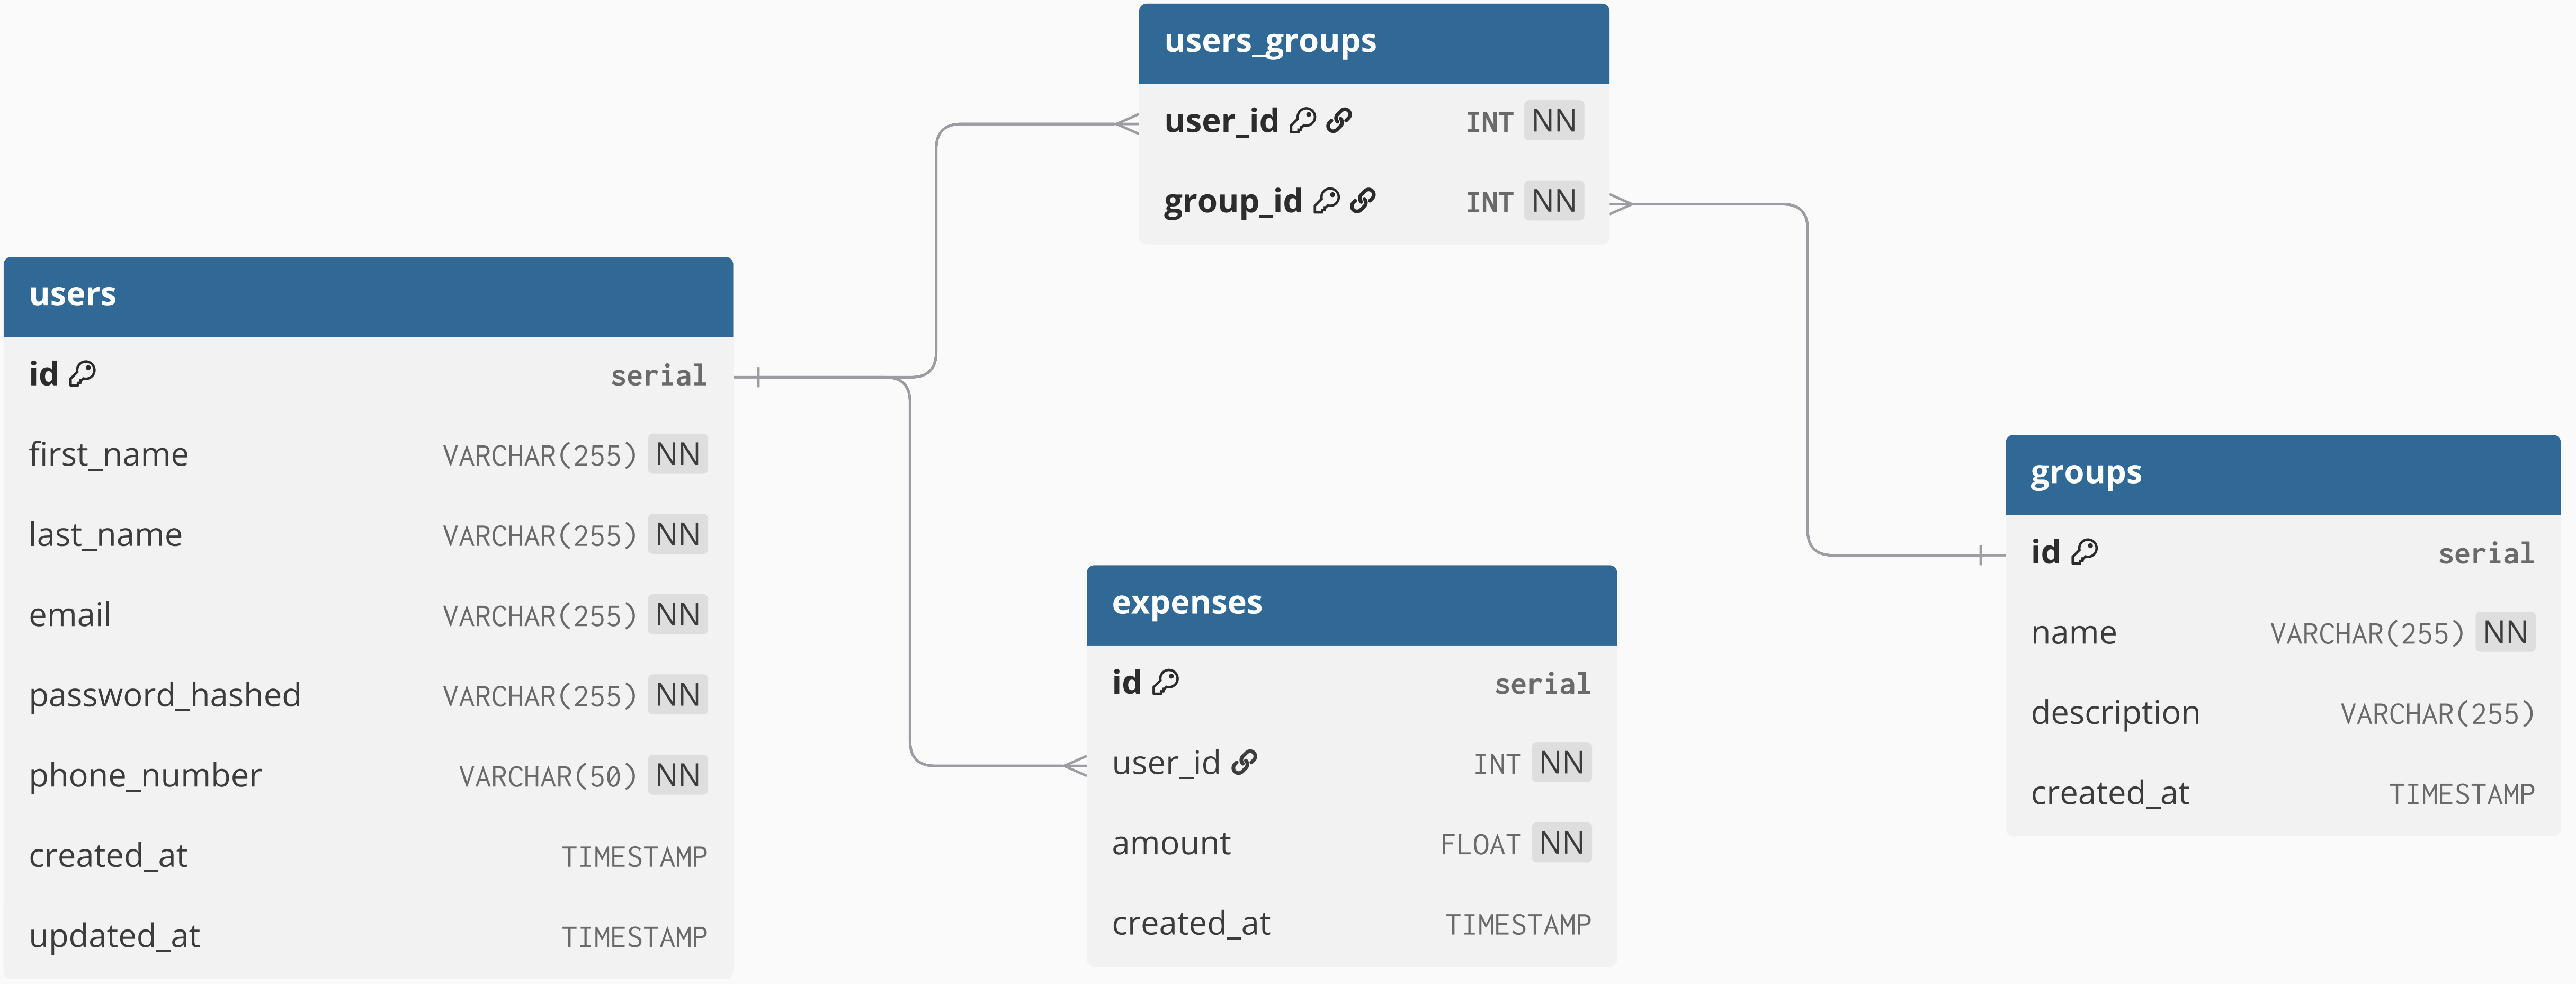 users_groups
user_id INT NN
group_id INT NN
users
id serial
first_name VARCHAR(255) NN
last_name VARCHAR(255) NN
email VARCHAR(255) NN
password_hashed VARCHAR(255) NN
phone_number VARCHAR(50) NN
created_at TIMESTAMP
updated_at TIMESTAMP
expenses
id serial
user_id INT NN
amount FLOAT NN
created_at TIMESTAMP
groups
id serial
name VARCHAR(255) NN
description VARCHAR(255)
created_at TIMESTAMP